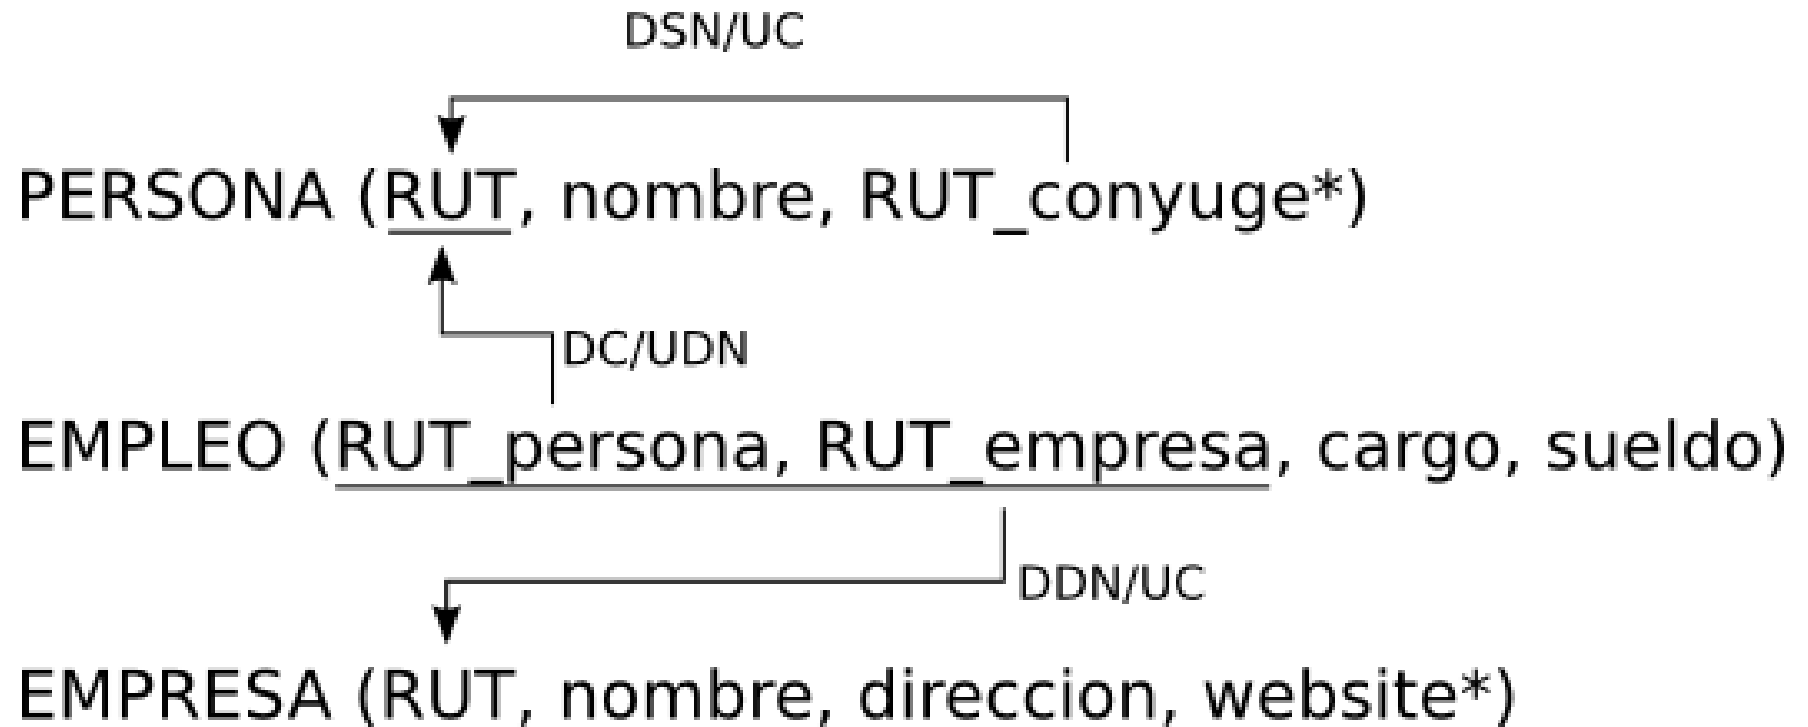 DSN/UC
PERSONA (RUT, nombre, RUT_conyuge*)
DC/UDN
EMPLEO (RUT_persona, RUT_empresa, cargo, sueldo)
DDN/UC
EMPRESA (RUT, nombre, direccion, website*)